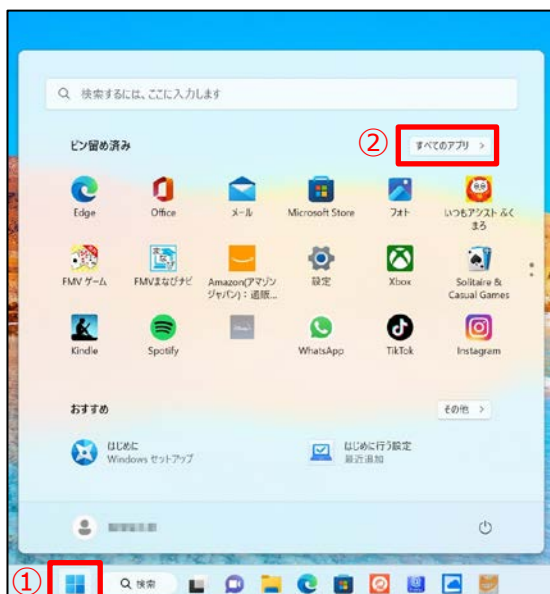 検索するには、ここに入力します
ピン留め済み
② すべてのアプリ >
Edge
Office
メール
Microsoft Store
フォト
いつもアシスト ふく
まろ
FMV ゲーム
FMVまなびナビ
Amazon(アマゾン
ジャパン)：通販...
設定
Xbox
Solitaire &
Casual Games
Kindle
Spotify
WhatsApp
TikTok
Instagram
おすすめ
その他 >
はじめに
Windows セットアップ
はじめに行う設定
最近追加
①
検索